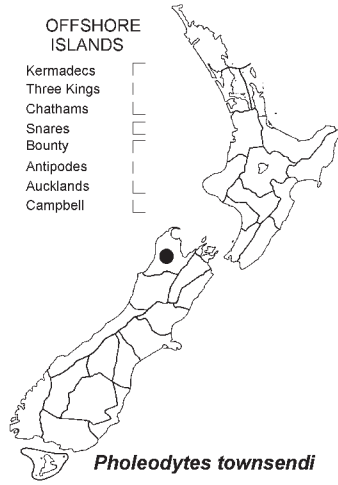 OFFSHORE
ISLANDS
Kermadecs
Three Kings
Chathams
Snares
Bounty
Antipodes
Aucklands
Campbell
Pholeodytes townsendi